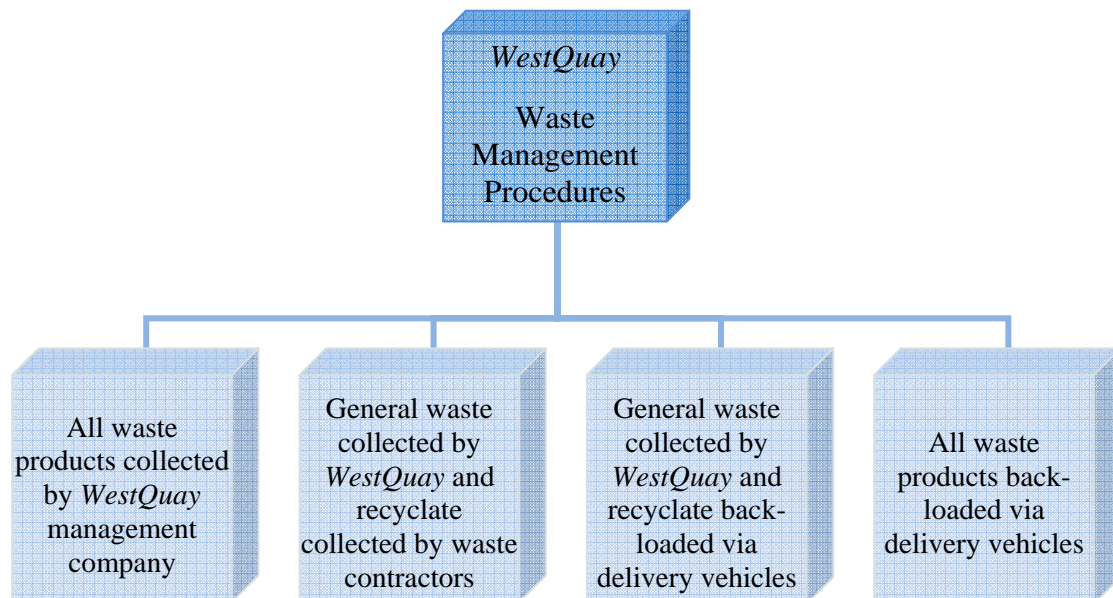 WestQuay
Waste
Management
Procedures
All waste
products collected
by WestQuay
management
company
General waste
collected by
WestQuay and
recyclate
collected by waste
contractors
General waste
collected by
WestQuay and
recyclate back-
loaded via
delivery vehicles
All waste
products back-
loaded via
delivery vehicles